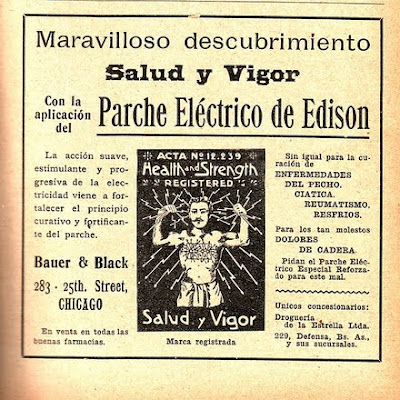 Maravilloso descubrimiento
Salud y Vigor
Con la
aplicación
del
Parche Eléctrico de Edison
La acción suave,
estimulante y pro-
gresiva de la elec-
tricidad viene a for-
talecer el principio
curativo y fortifican-
te del parche.
Bauer & Black
283 - 25th. Street,
CHICAGO
En venta en todas las
buenas farmacias.
ACTA Nº 12.239
Health and Strength
REGISTERED
Salud y Vigor
Marca registrada
Sin igual para la cu-
ración de
ENFERMEDADES
DEL PECHO.
CIATICA.
REUMATISMO,
RESFRIOS.
Para los tan molestos
DOLORES
DE CADERA.
Pidan el Parche Eléc-
trico Especial Reforza-
do para este mal.
Unicos concesionarios:
Droguería
de la Estrella Ltda.
229, Defensa, Bs. As.,
y sus sucursales.